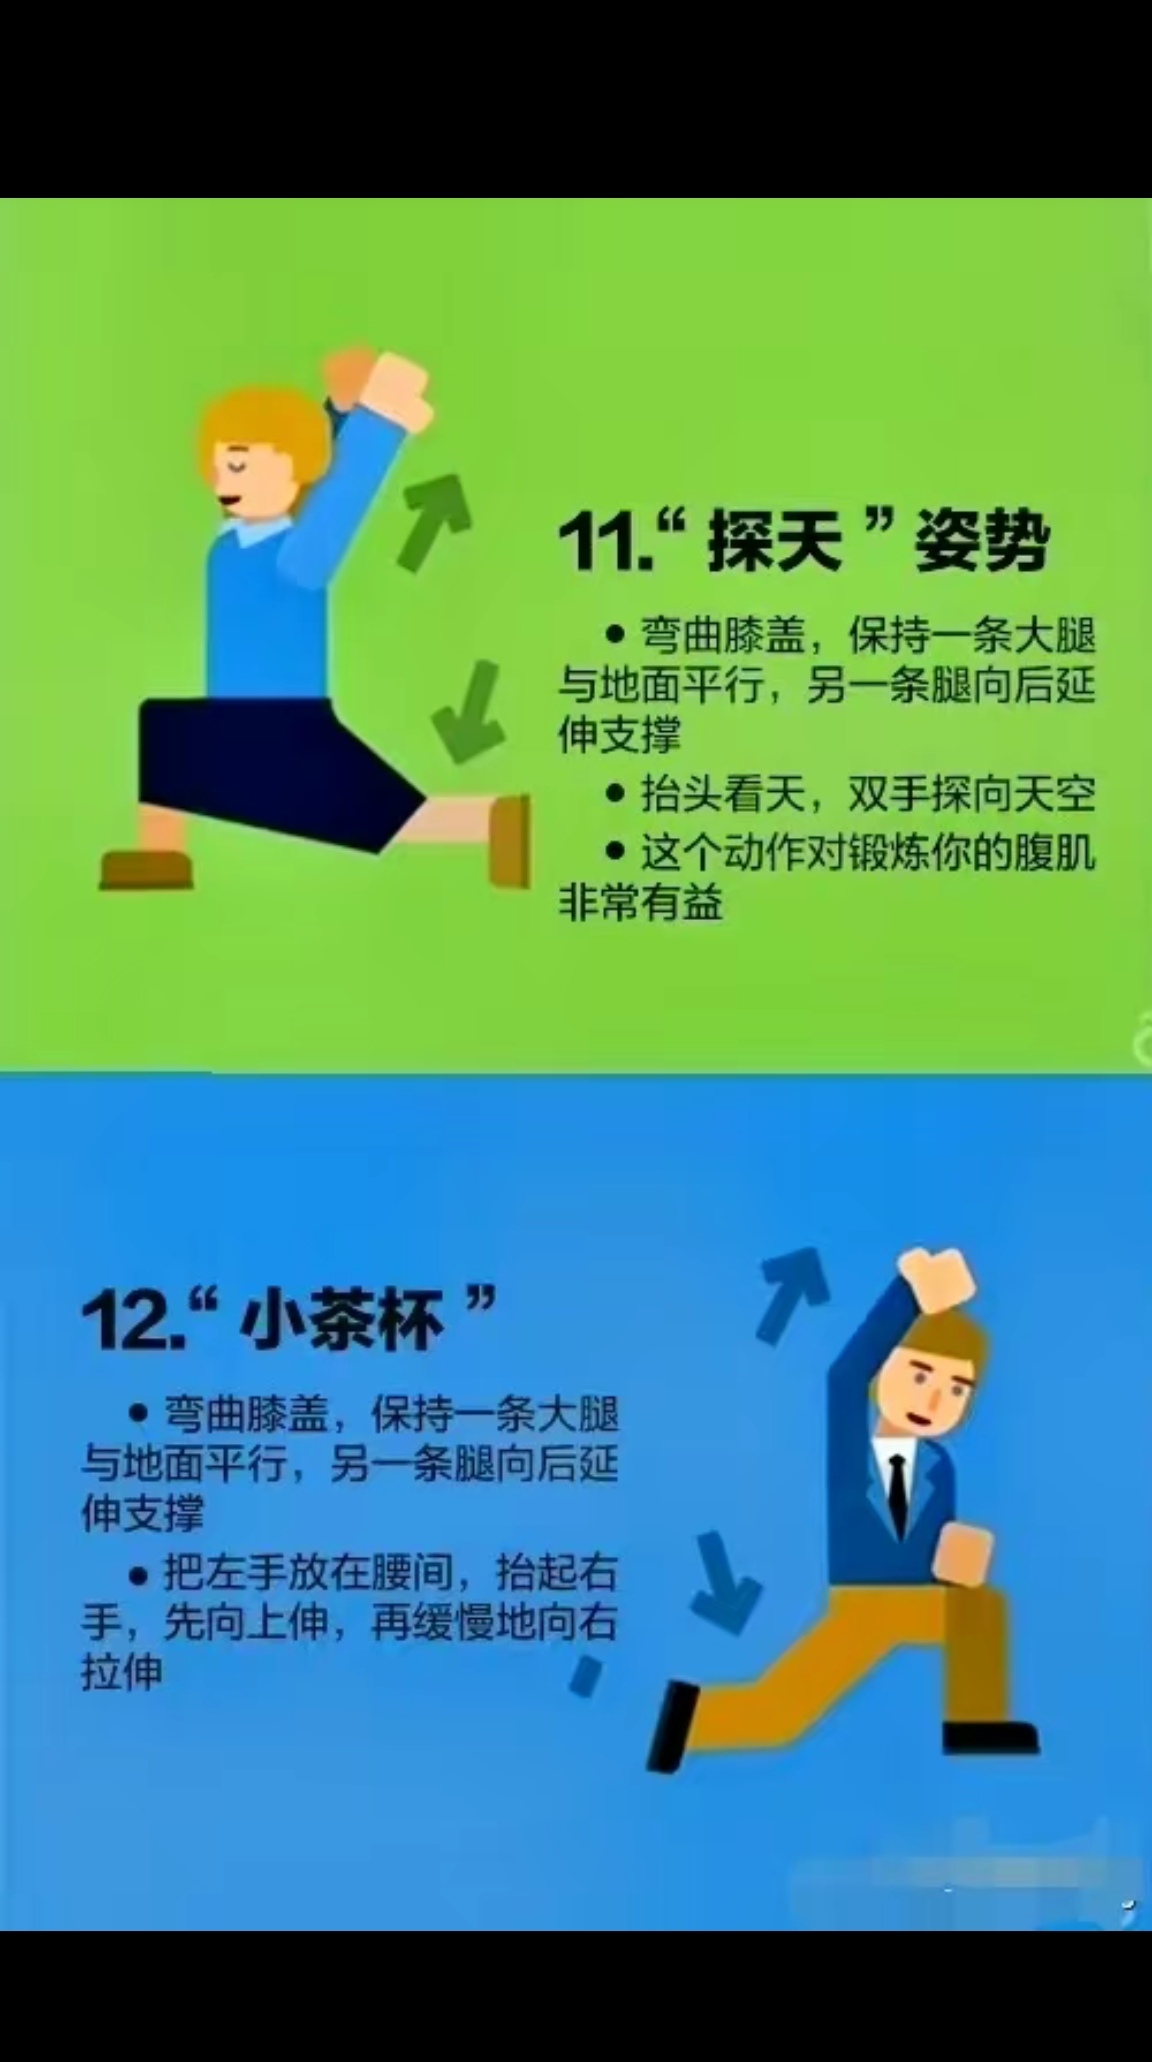 11.“探天”姿势
● 弯曲膝盖，保持一条大腿
与地面平行，另一条腿向后延
伸支撑
● 抬头看天，双手探向天空
● 这个动作对锻炼你的腹肌
非常有益
12.“小茶杯”
● 弯曲膝盖，保持一条大腿
与地面平行，另一条腿向后延
伸支撑
● 把左手放在腰间，抬起右
手，先向上伸，再缓慢地向右
拉伸